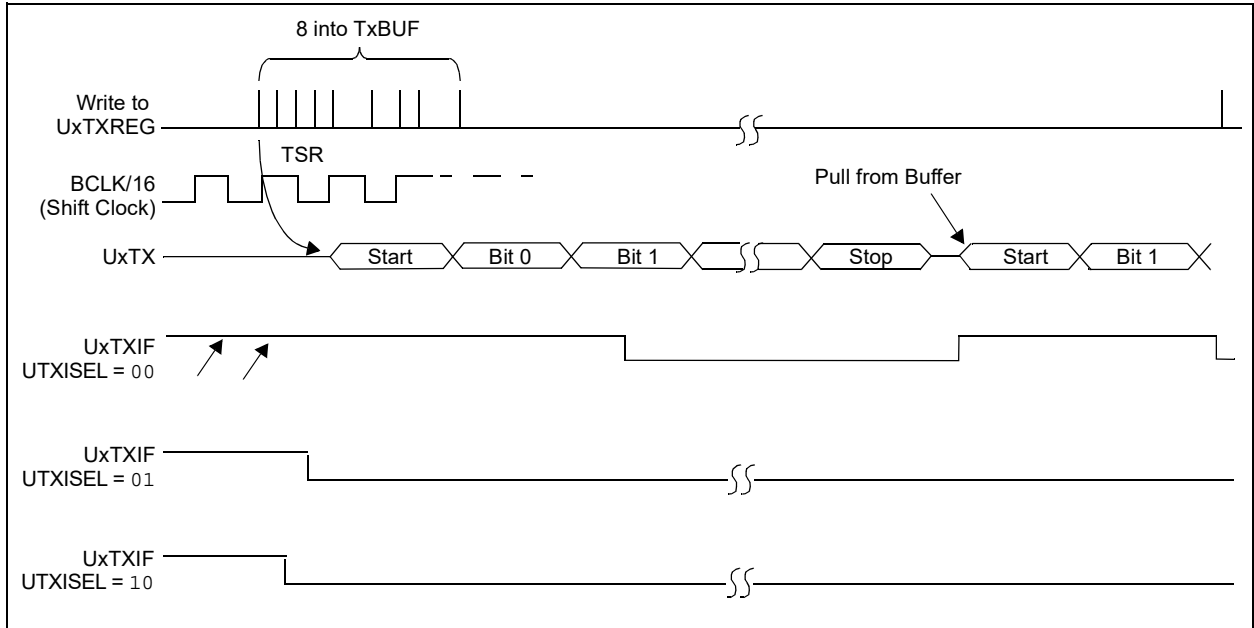 8 into TxBUF
Write to
UxTXREG
TSR
BCLK/16
(Shift Clock)
Pull from Buffer
UxTX
Start
Bit 0
Bit 1
Stop
Start
Bit 1
UxTXIF
UTXISEL = 00
UxTXIF
UTXISEL = 01
UxTXIF
UTXISEL = 10